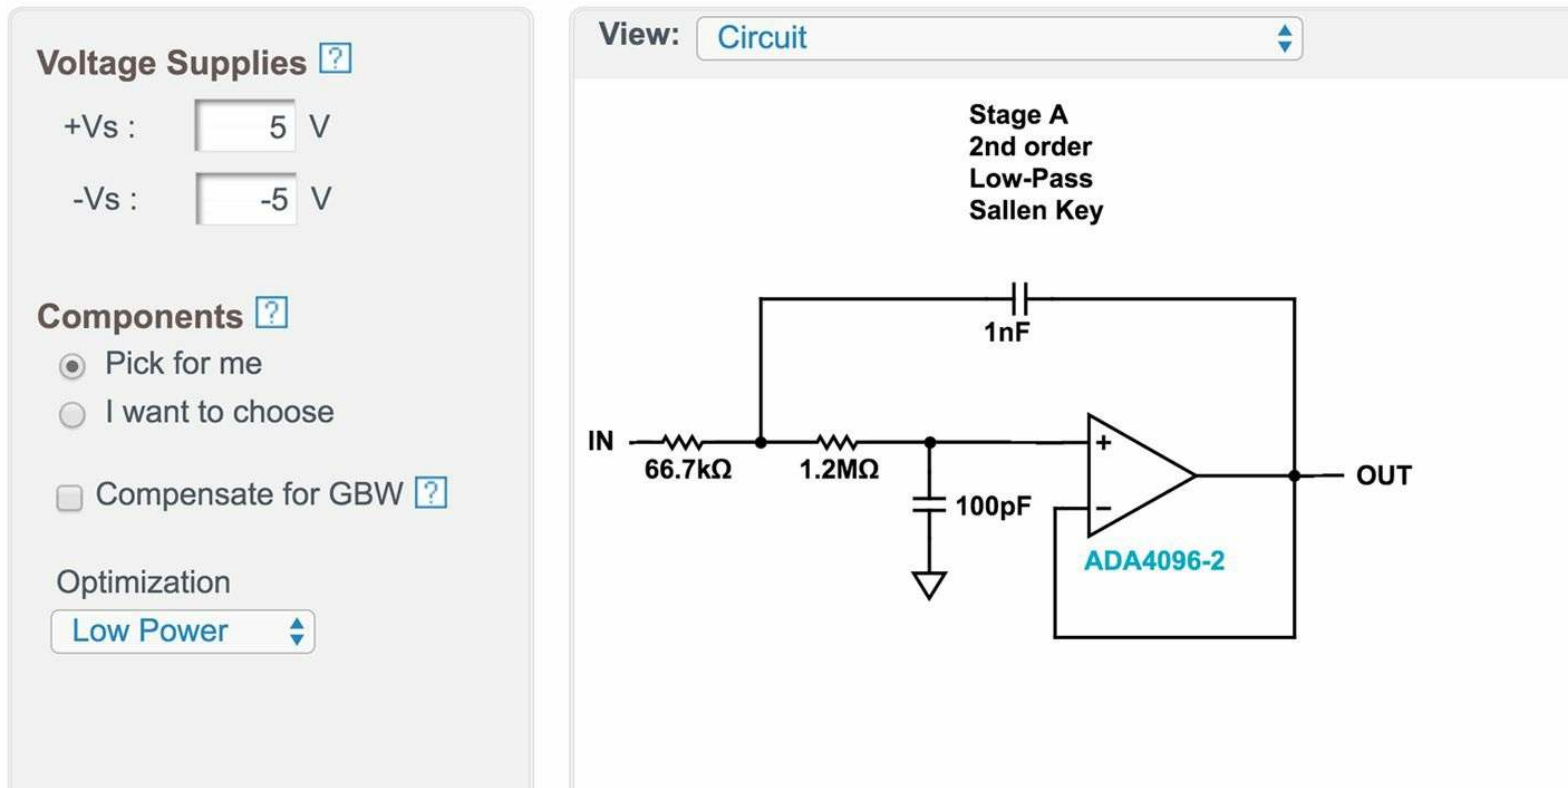 Voltage Supplies ?
+Vs : 5 V
-Vs : -5 V
Components ?
Pick for me
I want to choose
Compensate for GBW ?
Optimization
Low Power
View: Circuit
Stage A
2nd order
Low-Pass
Sallen Key
1nF
IN
66.7kΩ
1.2MΩ
100pF
+
−
OUT
ADA4096-2